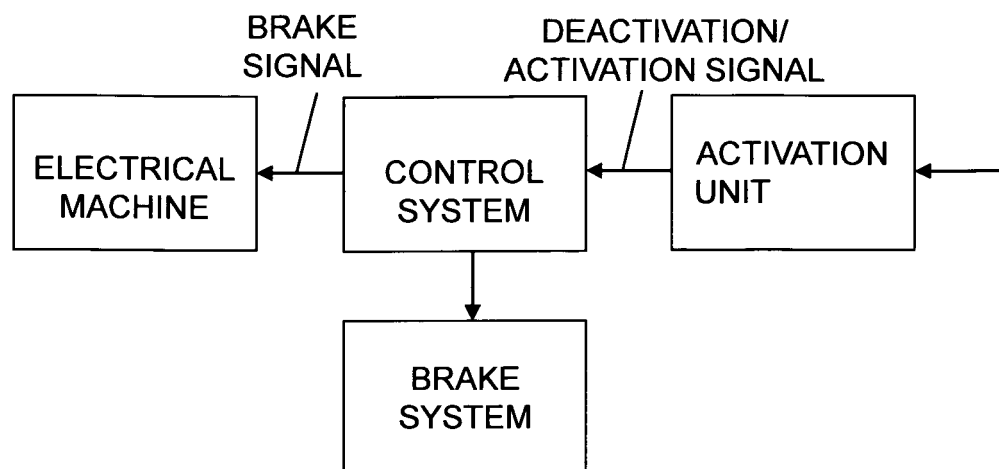 BRAKE
SIGNAL
DEACTIVATION/
ACTIVATION SIGNAL
ELECTRICAL
MACHINE
CONTROL
SYSTEM
ACTIVATION
UNIT
BRAKE
SYSTEM